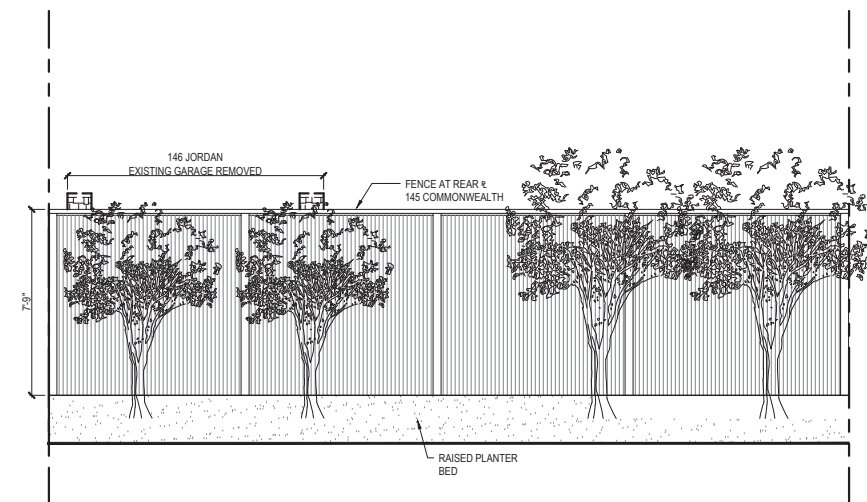 146 JORDAN
EXISTING GARAGE REMOVED
FENCE AT REAR ℄
145 COMMONWEALTH
7'-9"
RAISED PLANTER
BED